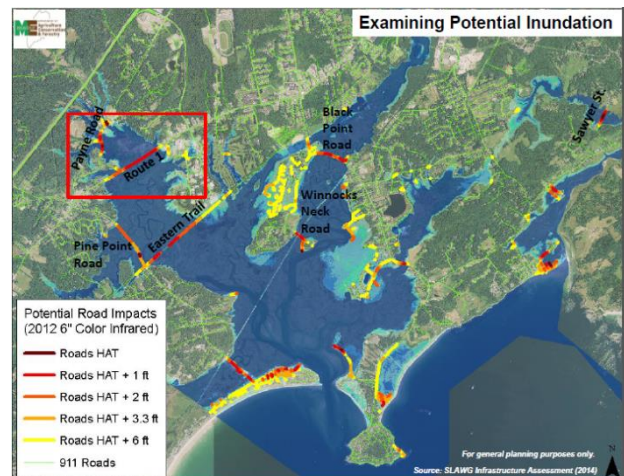 Examining Potential Inundation
Agriculture
Conservation
& Forestry
Payne Road
Route 1
Black
Point
Road
Sawyer St.
Eastern Trail
Winnocks
Neck
Road
Pine Point
Road
Potential Road Impacts
(2012 6" Color Infrared)
Roads HAT
Roads HAT + 1 ft
Roads HAT + 2 ft
Roads HAT + 3.3 ft
Roads HAT + 6 ft
911 Roads
For general planning purposes only.
Source: SLAWG Infrastructure Assessment (2014)
N